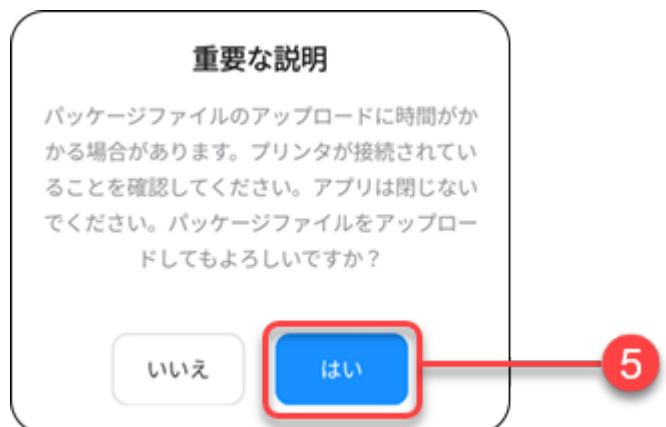 重要な説明
パッケージファイルのアップロードに時間がか
かる場合があります。プリンタが接続されてい
ることを確認してください。アプリは閉じない
でください。パッケージファイルをアップロー
ドしてもよろしいですか？
いいえ
はい
5